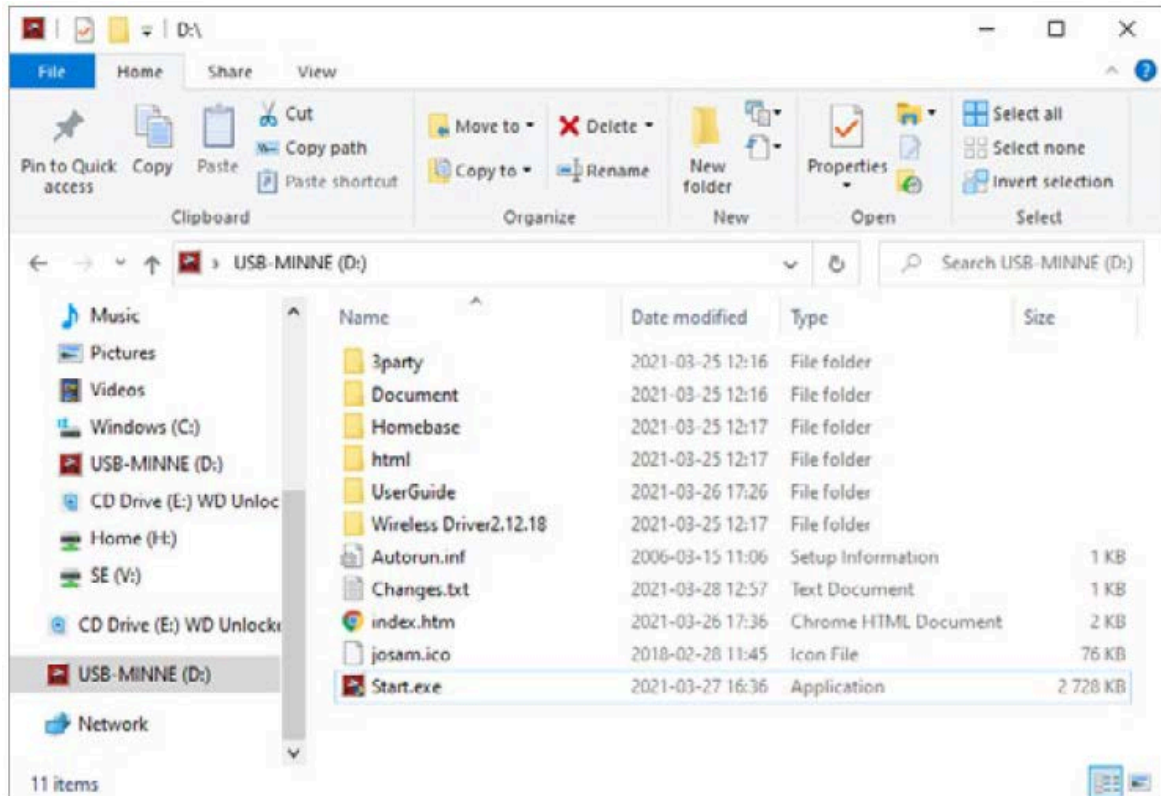 D:\
File Home Share View
Pin to Quick access
Copy
Paste
Cut
Copy path
Paste shortcut
Clipboard
Move to
Copy to
Delete
Rename
Organize
New folder
New
Properties
Open
Select all
Select none
Invert selection
Select
USB-MINNE (D:)
Search USB-MINNE (D:)
Music
Pictures
Videos
Windows (C:)
USB-MINNE (D:)
CD Drive (E:) WD Unloc
Home (H:)
SE (V:)
CD Drive (E:) WD Unlocke
USB-MINNE (D:)
Network
Name Date modified Type Size
3party 2021-03-25 12:16 File folder
Document 2021-03-25 12:16 File folder
Homebase 2021-03-25 12:17 File folder
html 2021-03-25 12:17 File folder
UserGuide 2021-03-26 17:26 File folder
Wireless Driver2.12.18 2021-03-25 12:17 File folder
Autorun.inf 2006-03-15 11:06 Setup Information 1 KB
Changes.txt 2021-03-28 12:57 Text Document 1 KB
index.htm 2021-03-26 17:36 Chrome HTML Document 2 KB
josam.ico 2018-02-28 11:45 Icon File 76 KB
Start.exe 2021-03-27 16:36 Application 2 728 KB
11 items